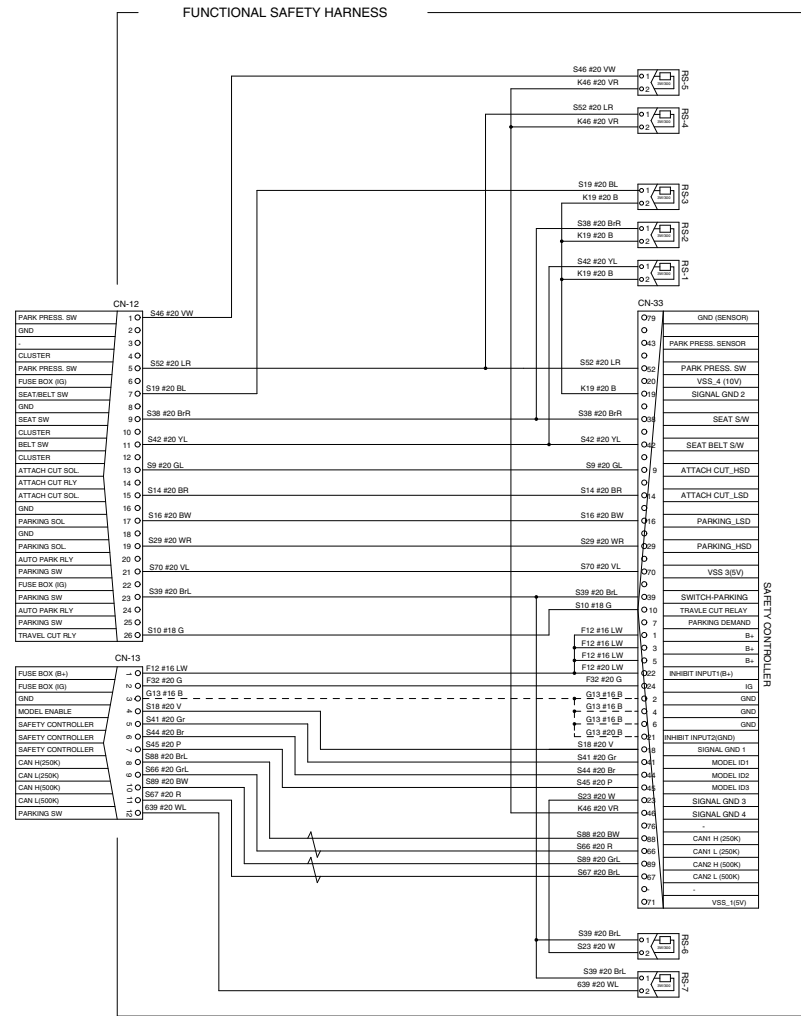 FUNCTIONAL SAFETY HARNESS
S46 #20 VW
K46 #20 VR
1
2
RS-5
S52 #20 LR
K46 #20 VR
1
2
RS-4
S19 #20 BL
K19 #20 B
1
2
RS-3
S38 #20 BrR
K19 #20 B
1
2
RS-2
S42 #20 YL
K19 #20 B
1
2
RS-1
CN-12
PARK PRESS. SW 1 S46 #20 VW
GND 2
- 3
CLUSTER 4
PARK PRESS. SW 5 S52 #20 LR
FUSE BOX (IG) 6
SEAT/BELT SW 7 S19 #20 BL
GND 8
SEAT SW 9 S38 #20 BrR
CLUSTER 10
BELT SW 11 S42 #20 YL
CLUSTER 12
ATTACH CUT SOL. 13 S9 #20 GL
ATTACH CUT RLY 14
ATTACH CUT SOL. 15 S14 #20 BR
GND 16
PARKING SOL 17 S16 #20 BW
GND 18
PARKING SOL. 19 S29 #20 WR
AUTO PARK RLY 20
PARKING SW 21 S70 #20 VL
FUSE BOX (IG) 22
PARKING SW 23 S39 #20 BrL
AUTO PARK RLY 24
PARKING SW 25
TRAVEL CUT RLY 26 S10 #18 G
CN-13
FUSE BOX (B+) 1 F12 #16 LW
FUSE BOX (IG) 2 F32 #20 G
GND 3 G13 #16 B
MODEL ENABLE 4 S18 #20 V
SAFETY CONTROLLER 5 S41 #20 Gr
SAFETY CONTROLLER 6 S44 #20 Br
SAFETY CONTROLLER 7 S45 #20 P
CAN H(250K) 8 S88 #20 BrL
CAN L(250K) 9 S66 #20 GrL
CAN H(500K) 10 S89 #20 BW
CAN L(500K) 11 S67 #20 R
PARKING SW 12 639 #20 WL
CN-33
79 GND (SENSOR)
43 PARK PRESS. SENSOR
S52 #20 LR 52 PARK PRESS. SW
20 VSS_4 (10V)
K19 #20 B 19 SIGNAL GND 2
S38 #20 BrR 38 SEAT S/W
S42 #20 YL 42 SEAT BELT S/W
S9 #20 GL 9 ATTACH CUT_HSD
S14 #20 BR 14 ATTACH CUT_LSD
S16 #20 BW 16 PARKING_LSD
S29 #20 WR 29 PARKING_HSD
S70 #20 VL 70 VSS 3(5V)
S39 #20 BrL 39 SWITCH-PARKING
S10 #18 G 10 TRAVLE CUT RELAY
7 PARKING DEMAND
F12 #16 LW 1 B+
F12 #16 LW 3 B+
F12 #16 LW 5 B+
F12 #20 LW 22 INHIBIT INPUT1(B+)
F32 #20 G 24 IG
G13 #16 B 2 GND
G13 #16 B 4 GND
G13 #16 B 6 GND
G13 #20 B 21 INHIBIT INPUT2(GND)
S18 #20 V 18 SIGNAL GND 1
S41 #20 Gr 41 MODEL ID1
S44 #20 Br 44 MODEL ID2
S45 #20 P 45 MODEL ID3
S23 #20 W 23 SIGNAL GND 3
K46 #20 VR 46 SIGNAL GND 4
76 -
S88 #20 BW 88 CAN1 H (250K)
S66 #20 R 66 CAN1 L (250K)
S89 #20 GrL 89 CAN2 H (500K)
S67 #20 BrL 67 CAN2 L (500K)
- -
71 VSS_1(5V)
SAFETY CONTROLLER
S39 #20 BrL
S23 #20 W
1
2
RS-6
S39 #20 BrL
639 #20 WL
1
2
RS-7